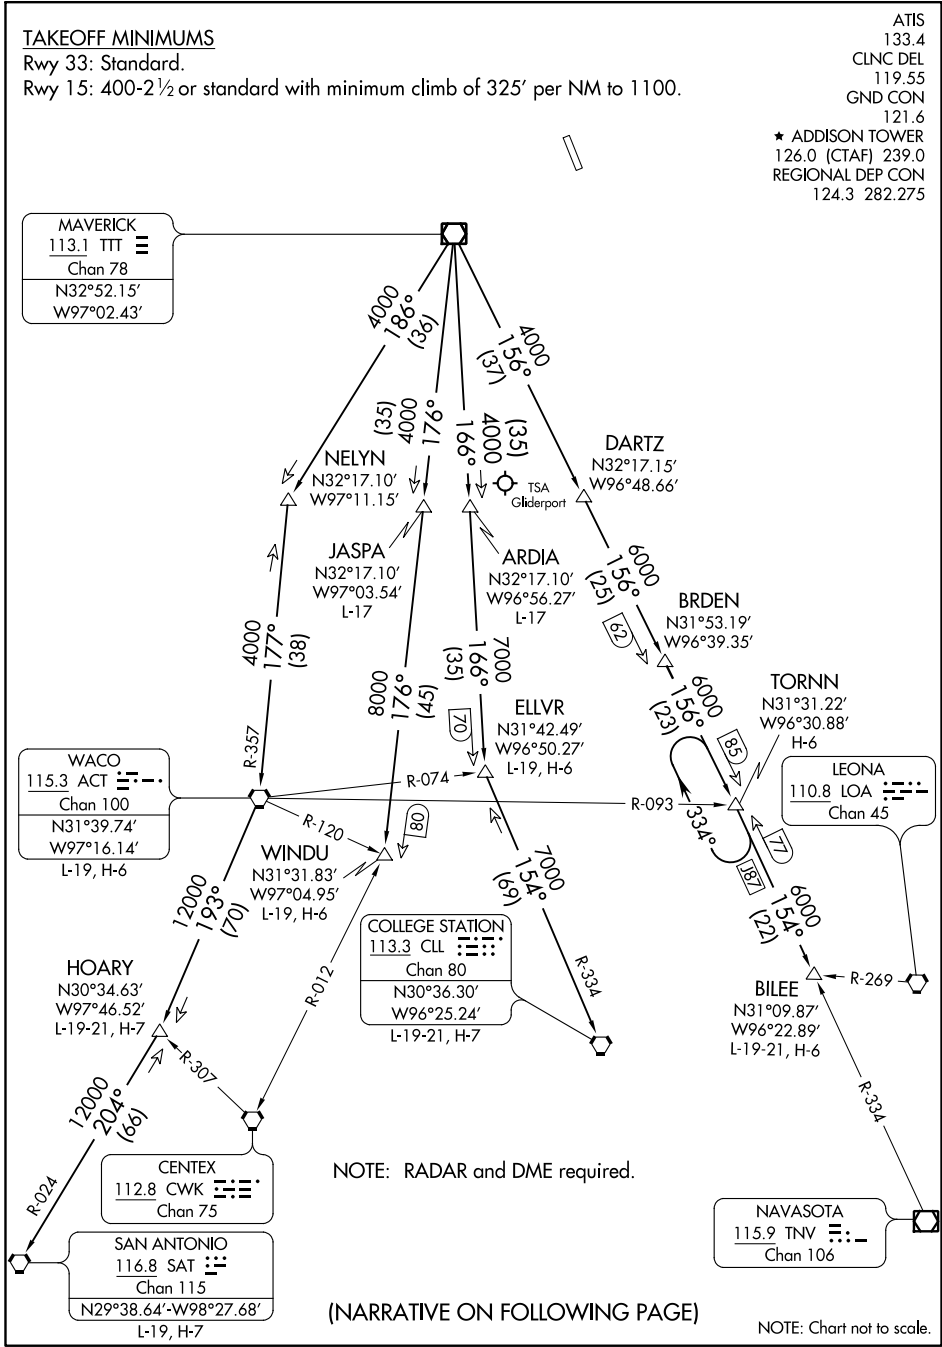 TAKEOFF MINIMUMS
Rwy 33: Standard.
Rwy 15: 400-2½ or standard with minimum climb of 325′ per NM to 1100.
ATIS
133.4
CLNC DEL
119.55
GND CON
121.6
★ ADDISON TOWER
126.0 (CTAF) 239.0
REGIONAL DEP CON
124.3 282.275
MAVERICK
113.1 TTT
Chan 78
N32°52.15′
W97°02.43′
4000
186°
(36)
(35)
4000
176°
166°
4000
(35)
4000
156°
(37)
NELYN
N32°17.10′
W97°11.15′
TSA
Gliderport
DARTZ
N32°17.15′
W96°48.66′
JASPA
N32°17.10′
W97°03.54′
L-17
ARDIA
N32°17.10′
W96°56.27′
L-17
6000
156°
(25)
62
BRDEN
N31°53.19′
W96°39.35′
4000
177°
(38)
R-357
8000
176°
(45)
7000
166°
(35)
70
ELLVR
N31°42.49′
W96°50.27′
L-19, H-6
6000
156°
(23)
85
TORNN
N31°31.22′
W96°30.88′
H-6
WACO
115.3 ACT
Chan 100
N31°39.74′
W97°16.14′
L-19, H-6
R-074
R-093
R-120
80
334°
77
J87
LEONA
110.8 LOA
Chan 45
WINDU
N31°31.83′
W97°04.95′
L-19, H-6
12000
193°
(70)
7000
154°
(69)
R-334
6000
154°
(22)
COLLEGE STATION
113.3 CLL
Chan 80
N30°36.30′
W96°25.24′
L-19-21, H-7
HOARY
N30°34.63′
W97°46.52′
L-19-21, H-7
R-012
R-307
BILEE
N31°09.87′
W96°22.89′
L-19-21, H-6
R-269
R-334
12000
204°
(66)
R-024
CENTEX
112.8 CWK
Chan 75
NOTE: RADAR and DME required.
NAVASOTA
115.9 TNV
Chan 106
SAN ANTONIO
116.8 SAT
Chan 115
N29°38.64′-W98°27.68′
L-19, H-7
(NARRATIVE ON FOLLOWING PAGE)
NOTE: Chart not to scale.